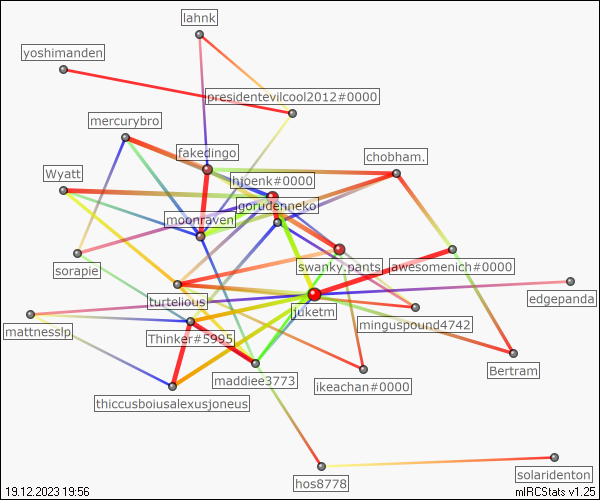 lahnk
yoshimanden
presidentevilcool2012#0000
mercurybro
fakedingo
chobham.
Wyatt
hjoenk#0000
gorudenneko
moonraven
sorapie
swanky.pants
awesomenich#0000
turtelious
edgepanda
mattnesslp
Thinker#5995
juketm
minguspound4742
Bertram
maddiee3773
ikeachan#0000
thiccusboiusalexusjoneus
hos8778
solaridenton
19.12.2023 19:56
mIRCStats v1.25